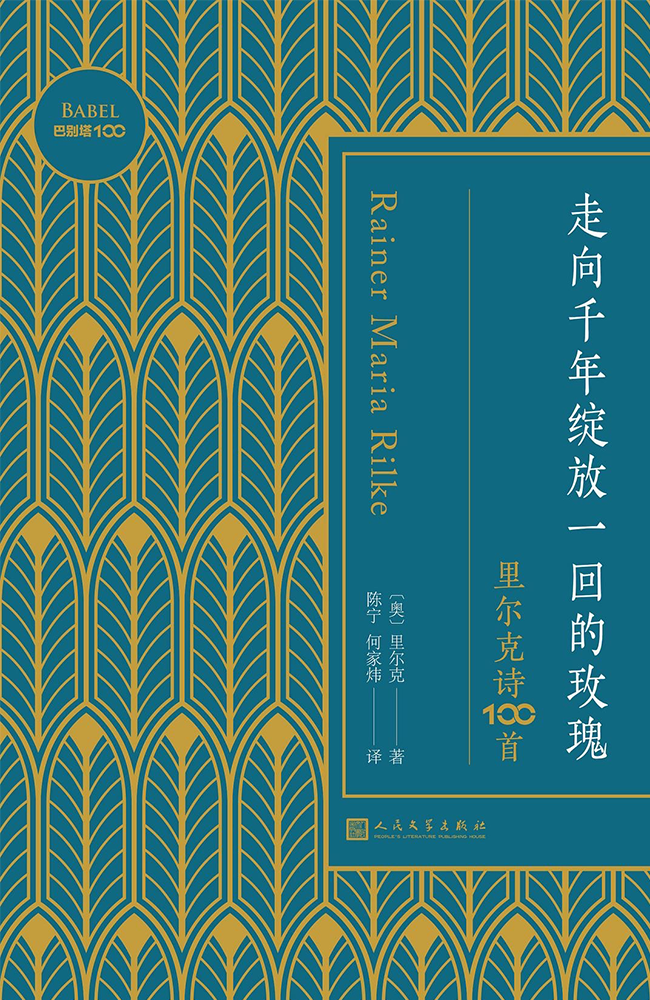 BABEL
巴别塔100
走向千年绽放一回的玫瑰
里尔克诗100首
Rainer Maria Rilke
〔奥〕里尔克——著
陈宁 何家炜——译
人民文学出版社
PEOPLE'S LITERATURE PUBLISHING HOUSE